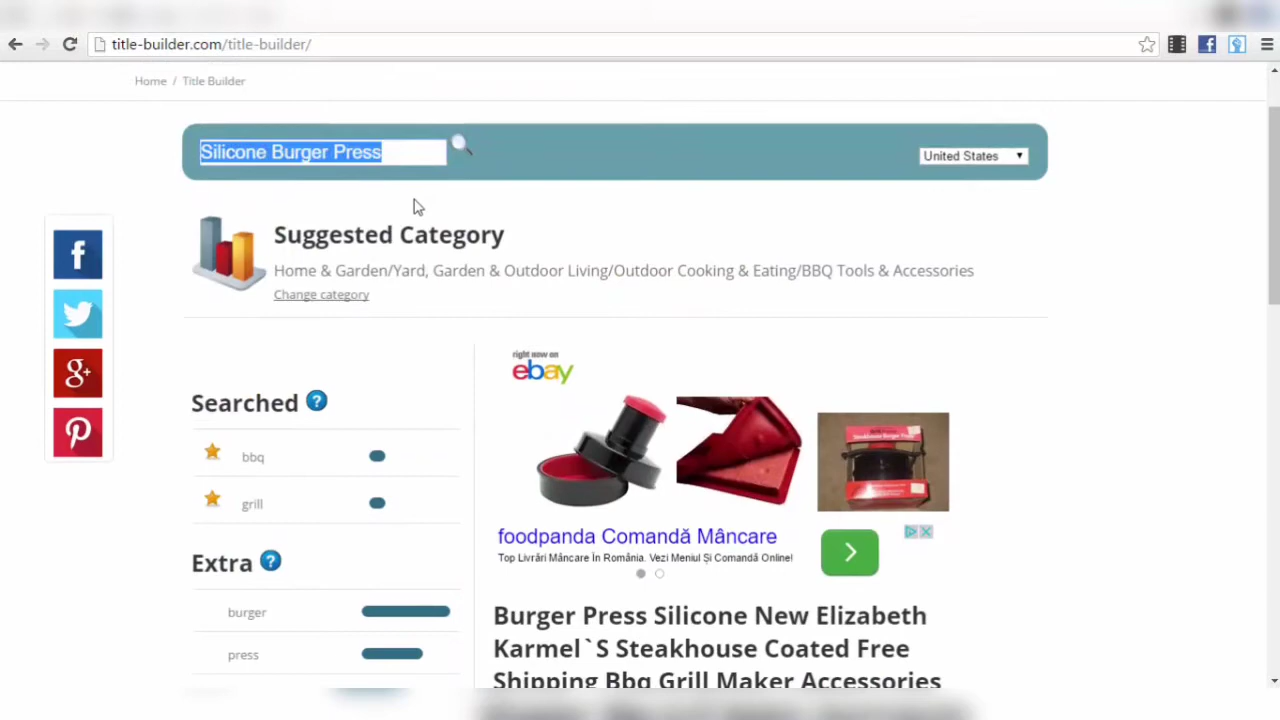 title-builder.com/title-builder/
Home / Title Builder
Silicone Burger Press
United States
Suggested Category
Home & Garden/Yard, Garden & Outdoor Living/Outdoor Cooking & Eating/BBQ Tools & Accessories
Change category
Searched
bbq
grill
Extra
burger
press
right now on
ebay
foodpanda Comandă Mâncare
Top Livrări Mâncare În România. Vezi Meniul Și Comandă Online!
Burger Press Silicone New Elizabeth
Karmel`S Steakhouse Coated Free
Shipping Bbq Grill Maker Accessories